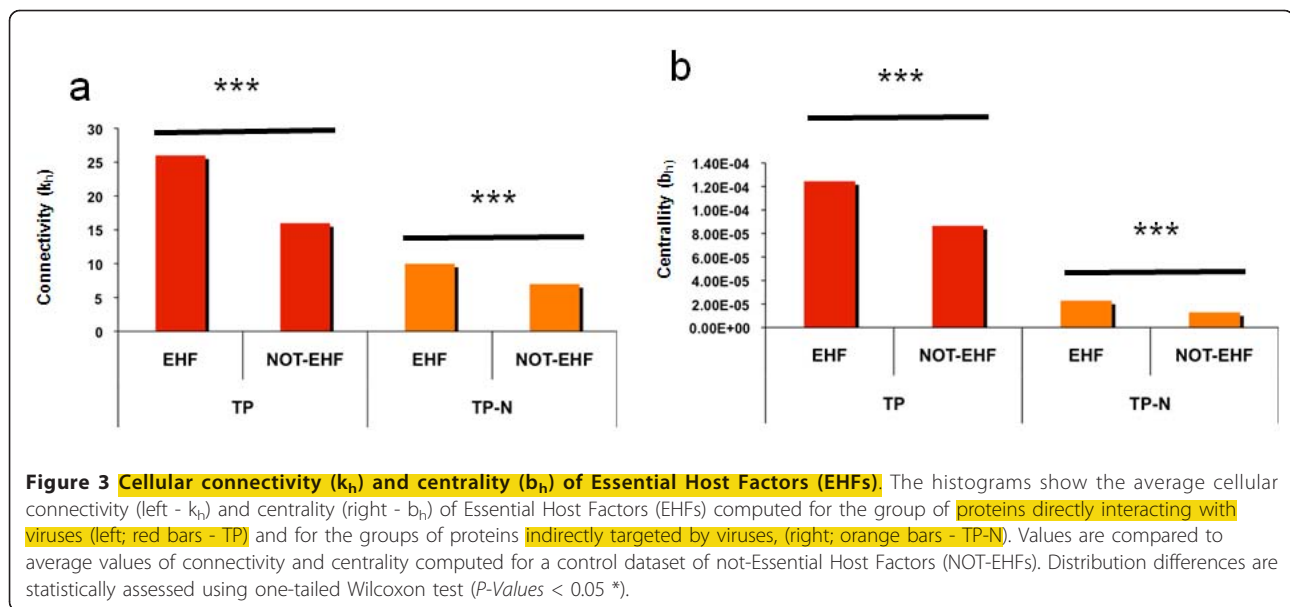 a
***
30
25
20
15
10
5
0
Connectivity (kh)
***
EHF NOT-EHF EHF NOT-EHF
TP TP-N
b
***
1.40E-04
1.20E-04
1.00E-04
8.00E-05
6.00E-05
4.00E-05
2.00E-05
0.00E+00
Centrallity (bh)
***
EHF NOT-EHF EHF NOT-EHF
TP TP-N
Figure 3 Cellular connectivity (kh) and centrality (bh) of Essential Host Factors (EHFs). The histograms show the average cellular
connectivity (left - kh) and centrality (right - bh) of Essential Host Factors (EHFs) computed for the group of proteins directly interacting with
viruses (left; red bars - TP) and for the groups of proteins indirectly targeted by viruses, (right; orange bars - TP-N). Values are compared to
average values of connectivity and centrality computed for a control dataset of not-Essential Host Factors (NOT-EHFs). Distribution differences are
statistically assessed using one-tailed Wilcoxon test (P-Values < 0.05 *).